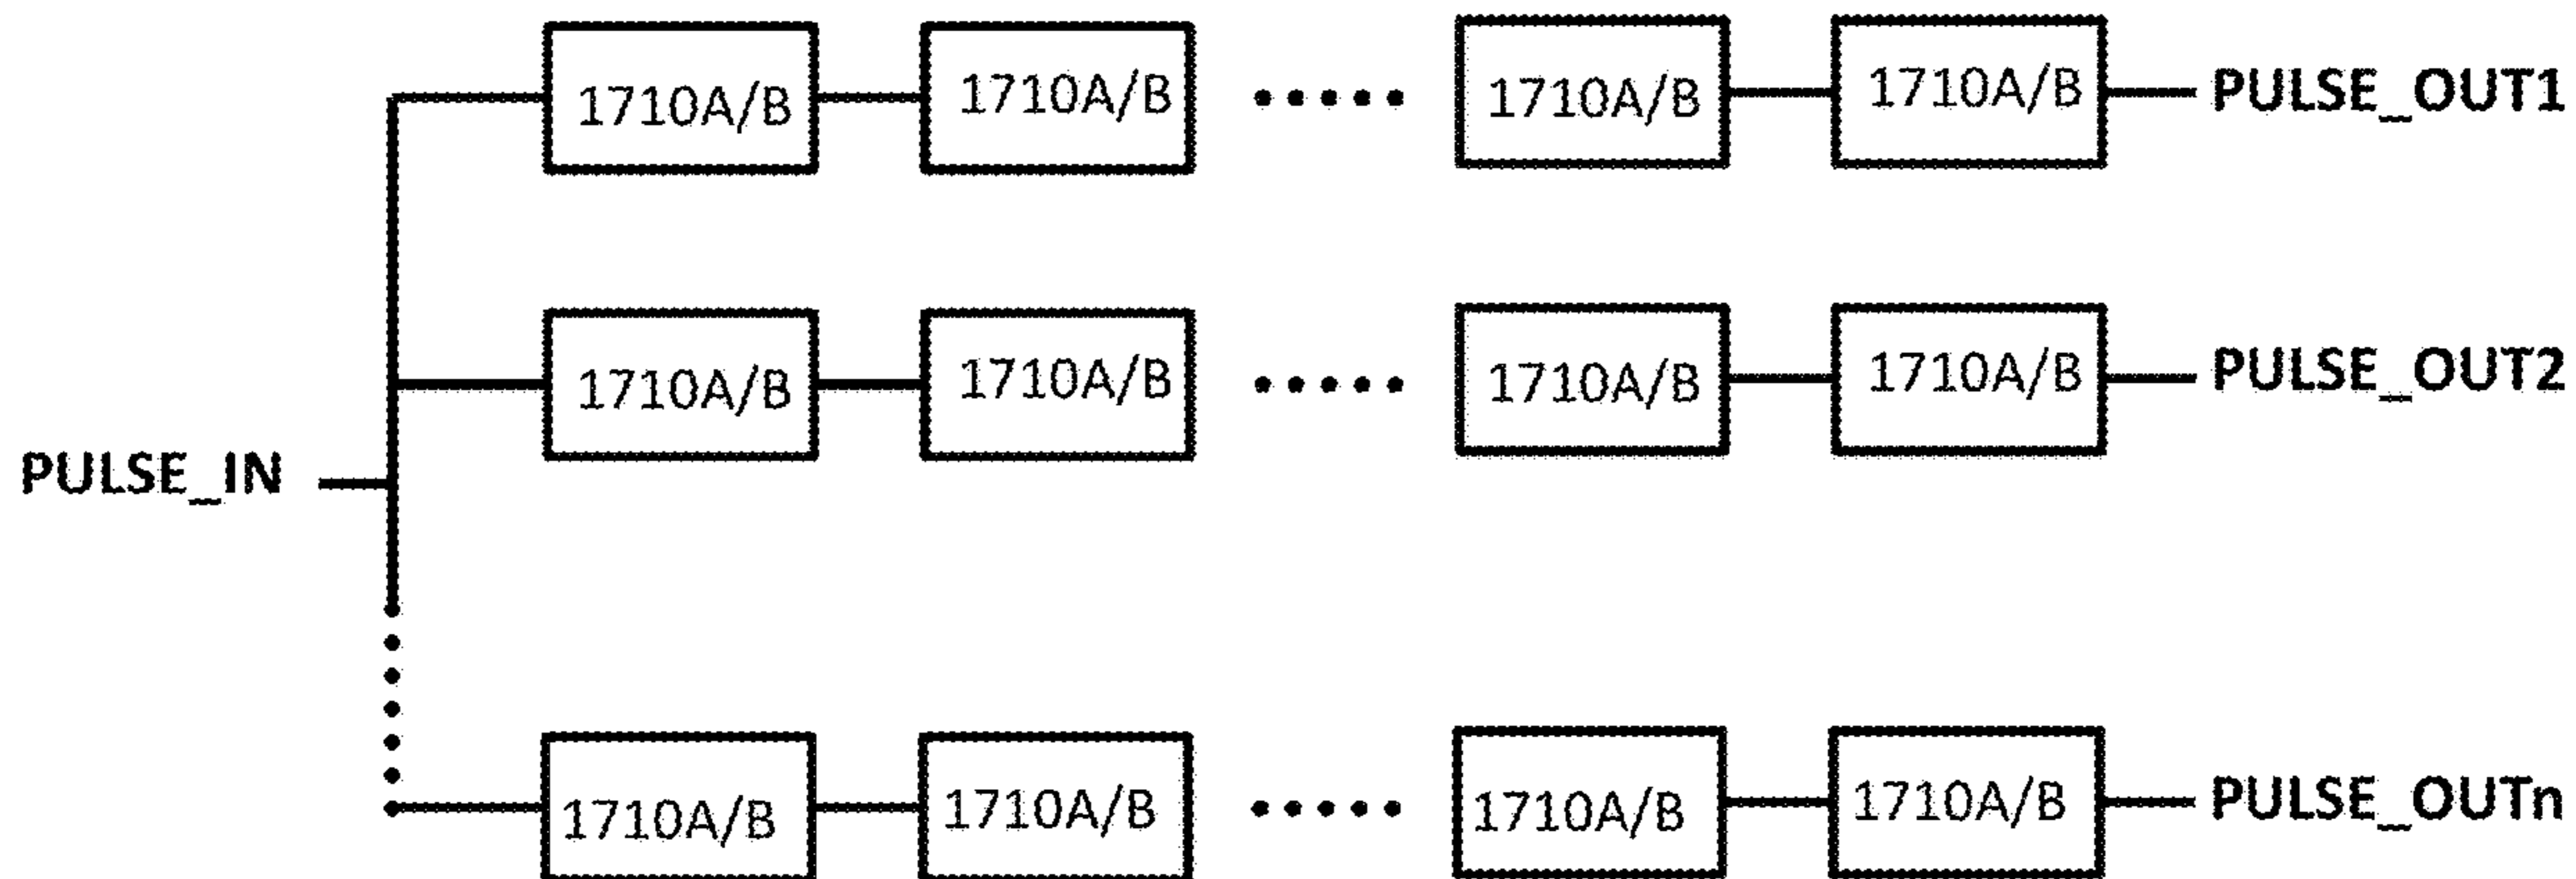 1710A/B 1710A/B 1710A/B 1710A/B PULSE_OUT1
1710A/B 1710A/B 1710A/B 1710A/B PULSE_OUT2
PULSE_IN
1710A/B 1710A/B 1710A/B 1710A/B PULSE_OUTn